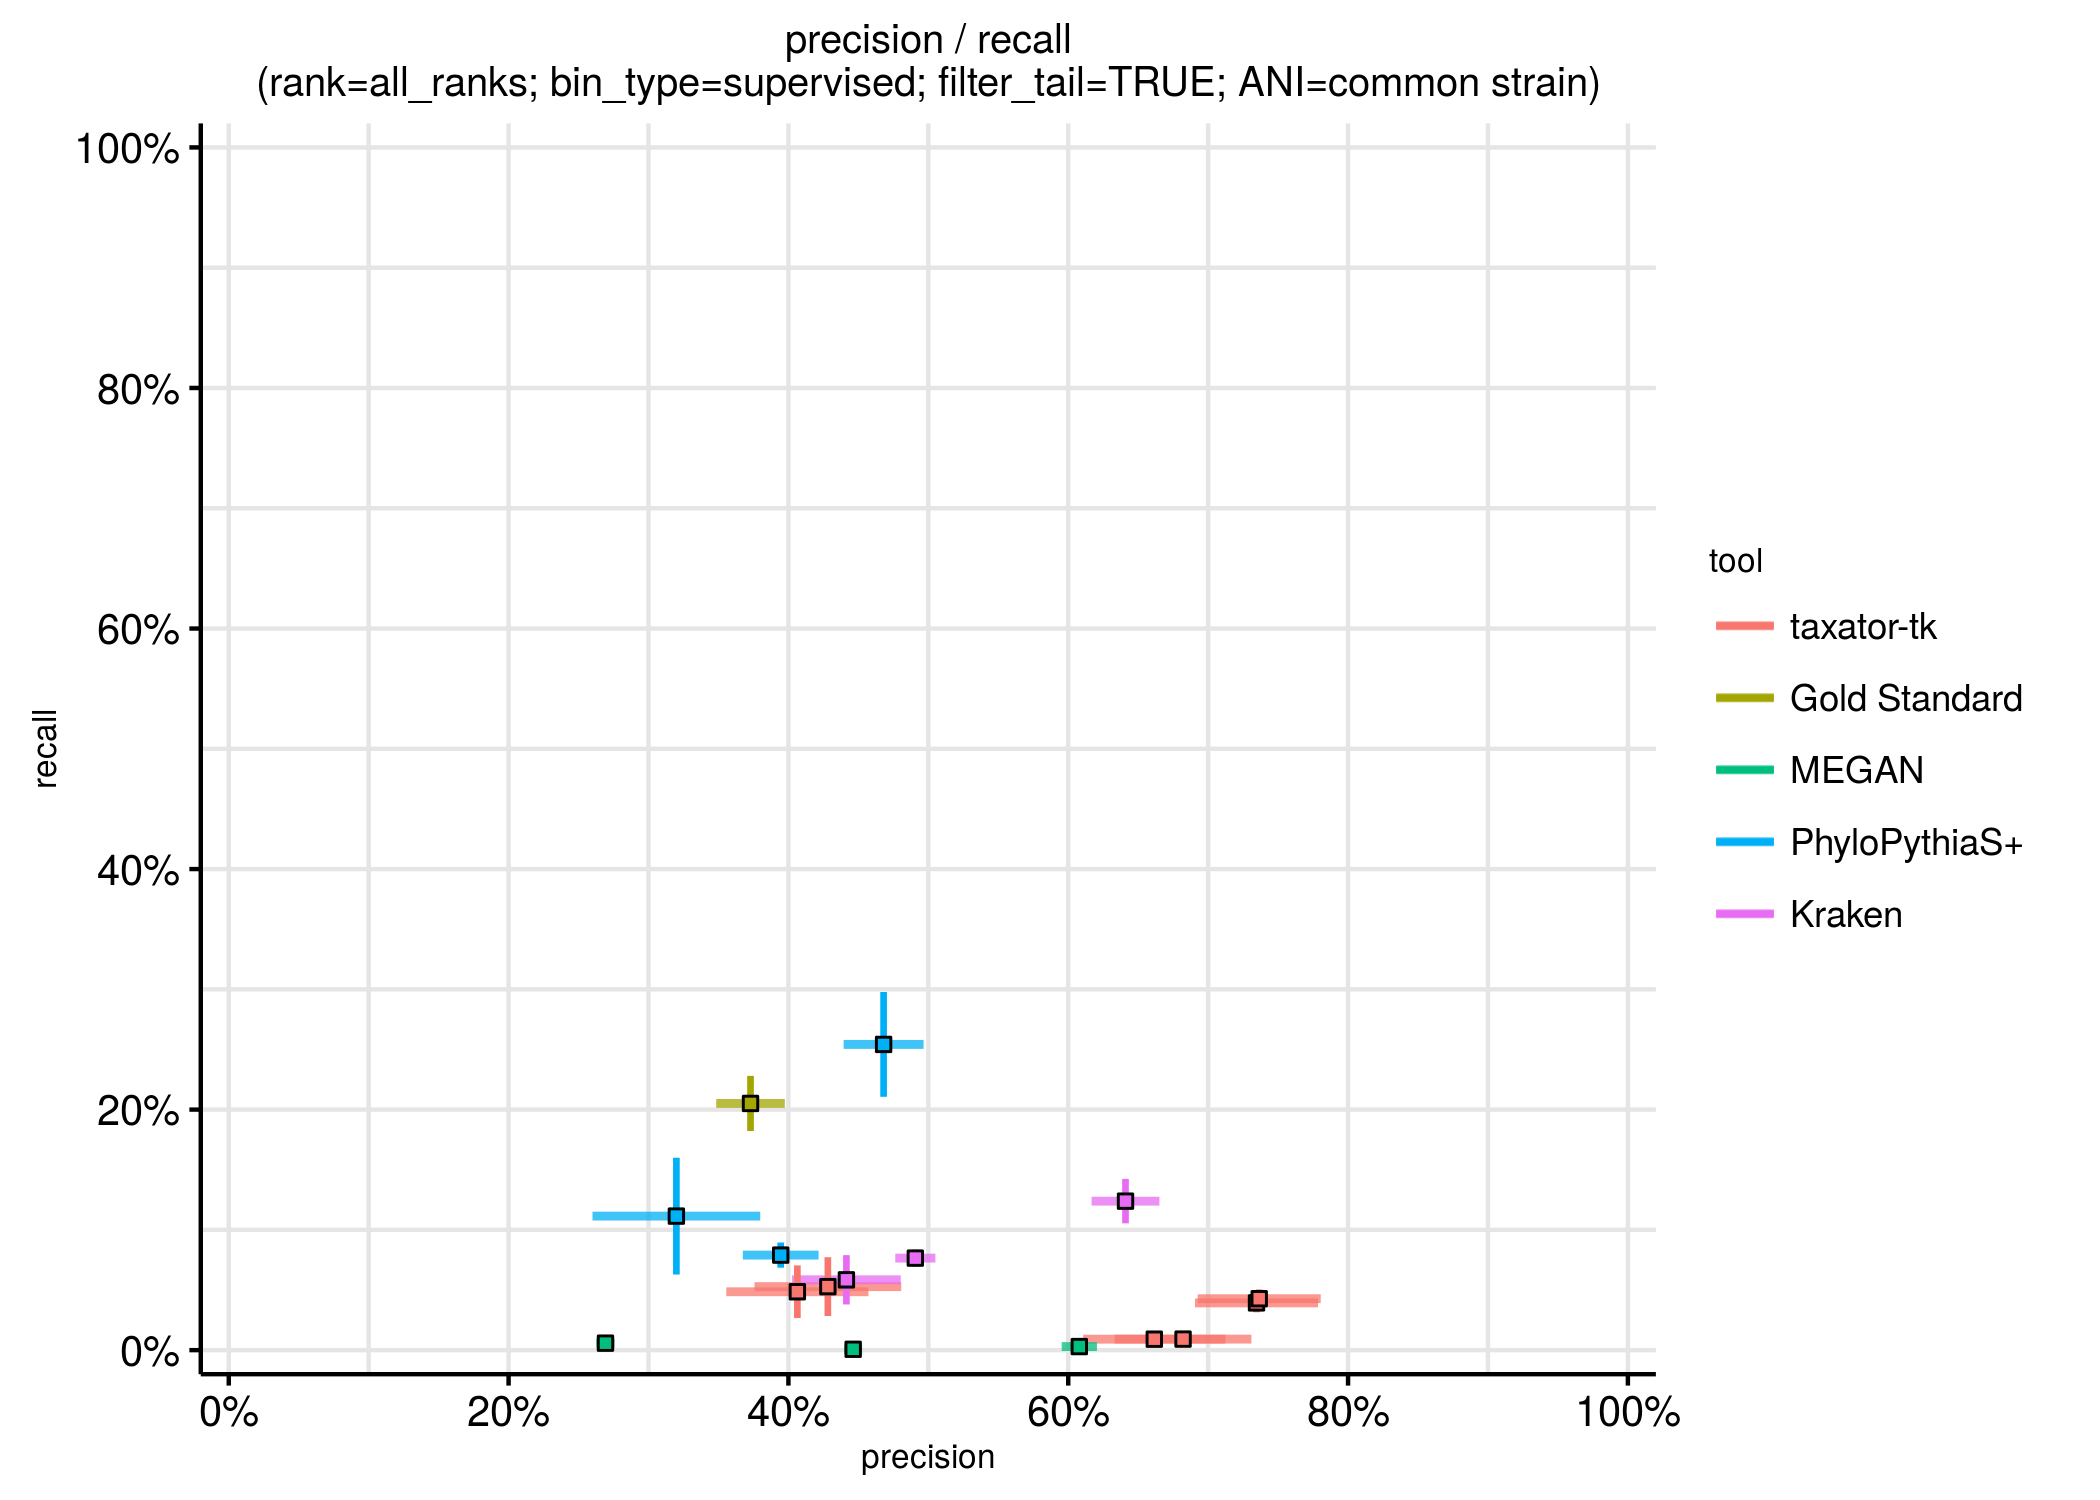 precision / recall
(rank=all_ranks; bin_type=supervised; filter_tail=TRUE; ANI=common strain)
100%
80%
60%
40%
20%
0%
recall
0% 20% 40% 60% 80% 100%
precision
tool
taxator-tk
Gold Standard
MEGAN
PhyloPythiaS+
Kraken